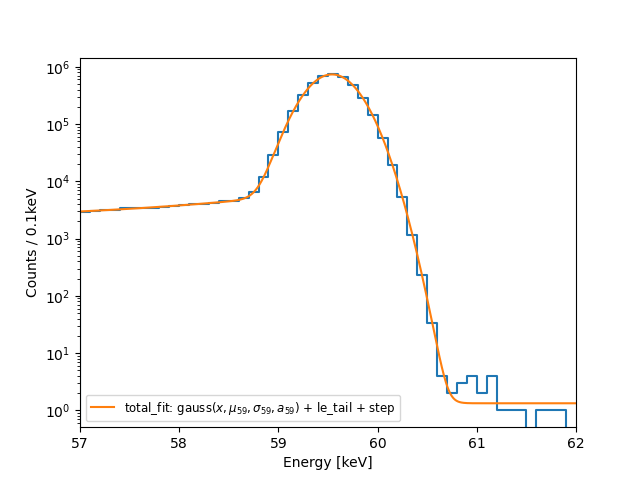 10⁶
10⁵
10⁴
10³
10²
10¹
10⁰
Counts / 0.1keV
total_fit: gauss(x, μ₅₉, σ₅₉, a₅₉) + le_tail + step
57 58 59 60 61 62
Energy [keV]